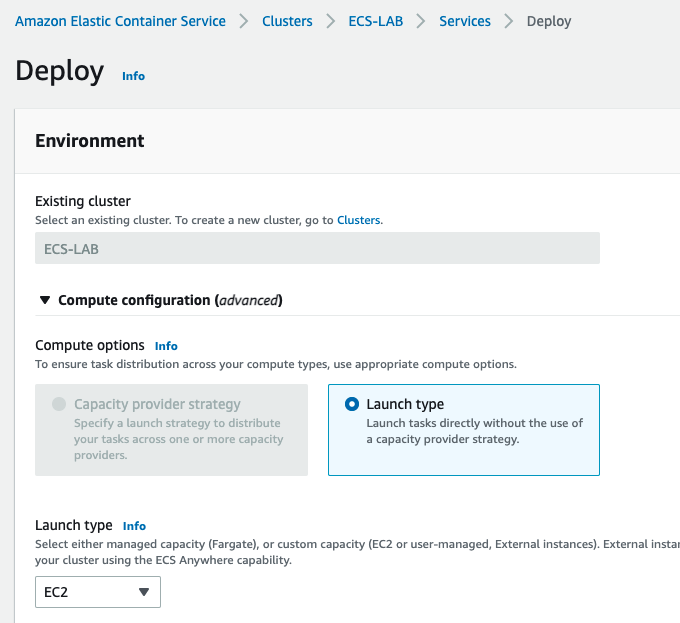 Amazon Elastic Container Service > Clusters > ECS-LAB > Services > Deploy
Deploy Info
Environment
Existing cluster
Select an existing cluster. To create a new cluster, go to Clusters.
ECS-LAB
Compute configuration (advanced)
Compute options Info
To ensure task distribution across your compute types, use appropriate compute options.
Capacity provider strategy
Specify a launch strategy to distribute
your tasks across one or more capacity
providers.
Launch type
Launch tasks directly without the use of
a capacity provider strategy.
Launch type Info
Select either managed capacity (Fargate), or custom capacity (EC2 or user-managed, External instances). External
your cluster using the ECS Anywhere capability.
EC2